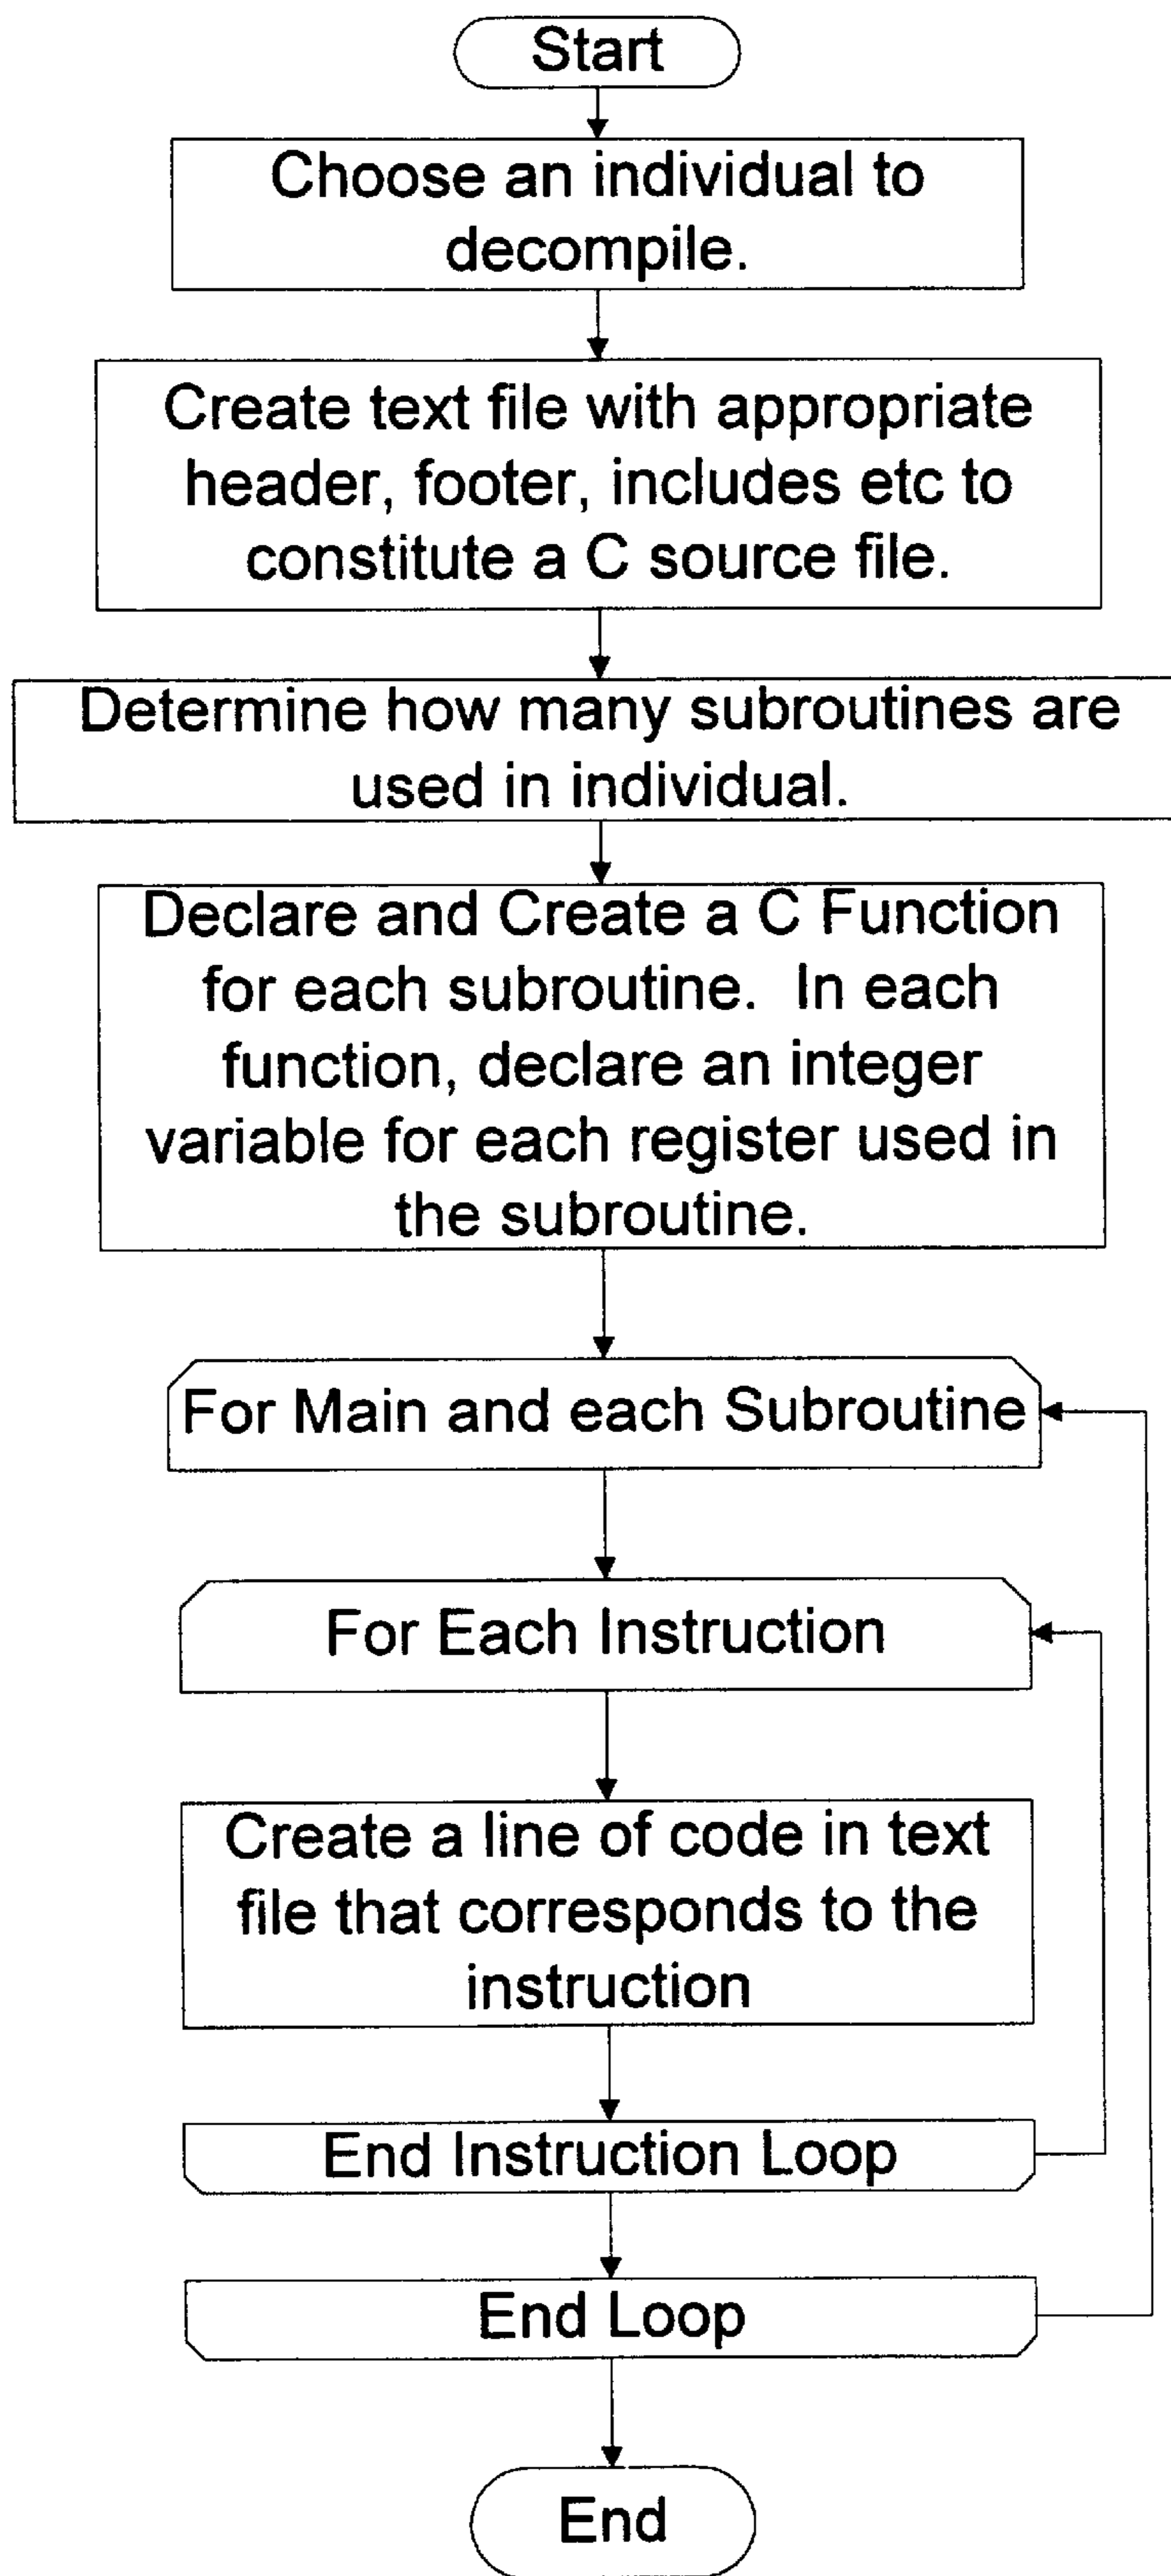 Start
Choose an individual to
decompile.
Create text file with appropriate
header, footer, includes etc to
constitute a C source file.
Determine how many subroutines are
used in individual.
Declare and Create a C Function
for each subroutine. In each
function, declare an integer
variable for each register used in
the subroutine.
For Main and each Subroutine
For Each Instruction
Create a line of code in text
file that corresponds to the
instruction
End Instruction Loop
End Loop
End